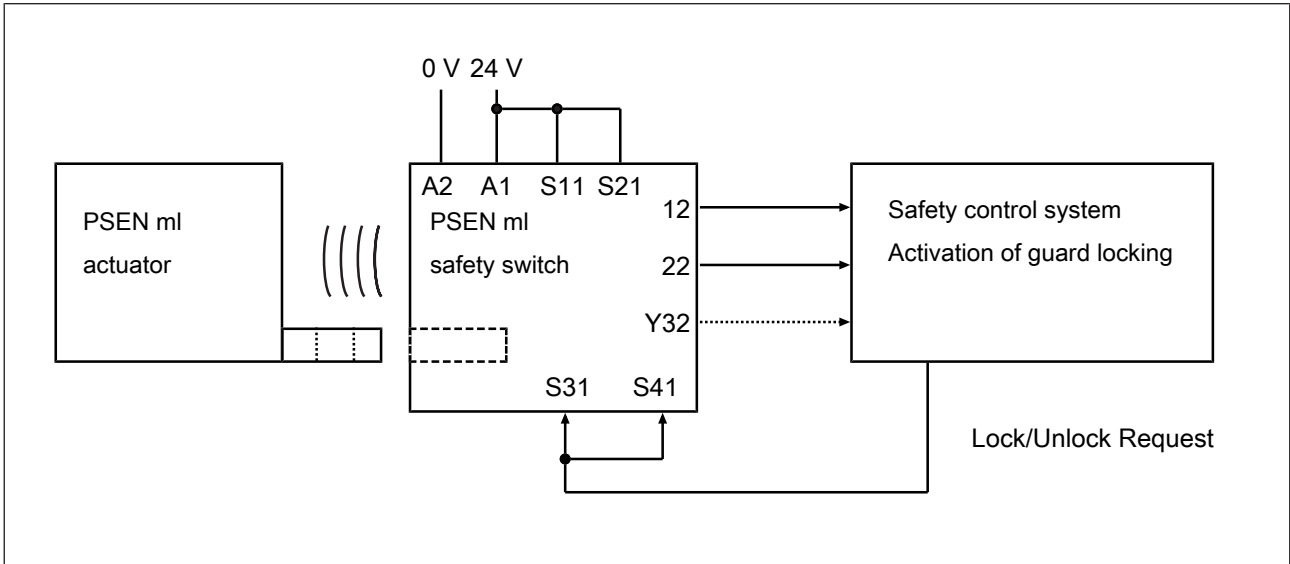 0 V 24 V
A2 A1 S11 S21
PSEN ml
actuator
PSEN ml
safety switch
12
22
Y32
S31 S41
Safety control system
Activation of guard locking
Lock/Unlock Request